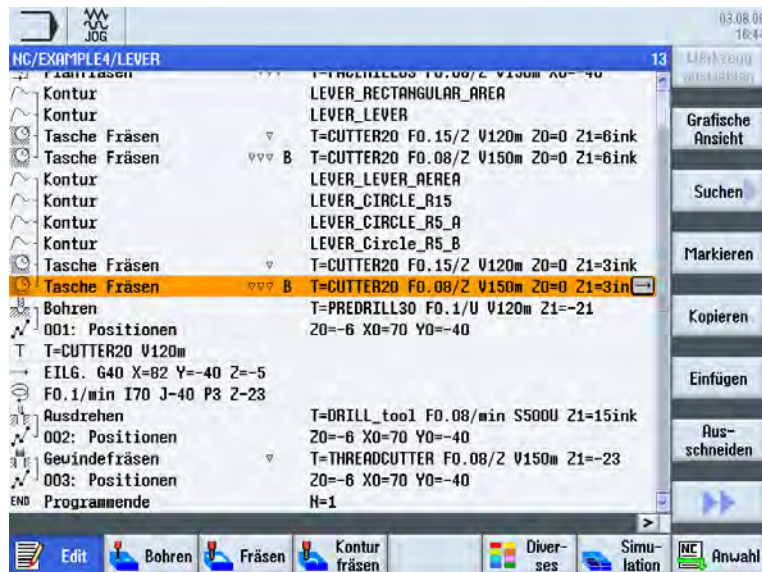 JOG
03.08.0
16:4
NC/EXAMPLE4/LEVER 13
Werkzeug
Planfräsen ▽▽▽
Kontur LEVER_RECTANGULAR_AREA
Kontur LEVER_LEVER
Tasche Fräsen ▽ T=CUTTER20 F0.15/Z V120m Z0=0 Z1=6ink
Tasche Fräsen ▽▽▽ B T=CUTTER20 F0.08/Z V150m Z0=0 Z1=6ink
Kontur LEVER_LEVER_AEREA
Kontur LEVER_CIRCLE_R15
Kontur LEVER_CIRCLE_R5_A
Kontur LEVER_Circle_R5_B
Tasche Fräsen ▽ T=CUTTER20 F0.15/Z V120m Z0=0 Z1=3ink
Tasche Fräsen ▽▽▽ B T=CUTTER20 F0.08/Z V150m Z0=0 Z1=3in
Bohren T=PREDRILL30 F0.1/U V120m Z1=-21
001: Positionen Z0=-6 X0=70 Y0=-40
T T=CUTTER20 V120m
EILG. G40 X=82 Y=-40 Z=-5
F0.1/min I70 J-40 P3 Z-23
Ausdrehen T=DRILL_tool F0.08/min S500U Z1=15ink
002: Positionen Z0=-6 X0=70 Y0=-40
Gewindefräsen ▽ T=THREADCUTTER F0.08/Z V150m Z1=-23
003: Positionen Z0=-6 X0=70 Y0=-40
END Programmende N=1
Grafische
Ansicht
Suchen
Markieren
Kopieren
Einfügen
Aus-
schneiden
Edit
Bohren
Fräsen
Kontur
fräsen
Diver-
ses
Simu-
lation
NC Anwahl